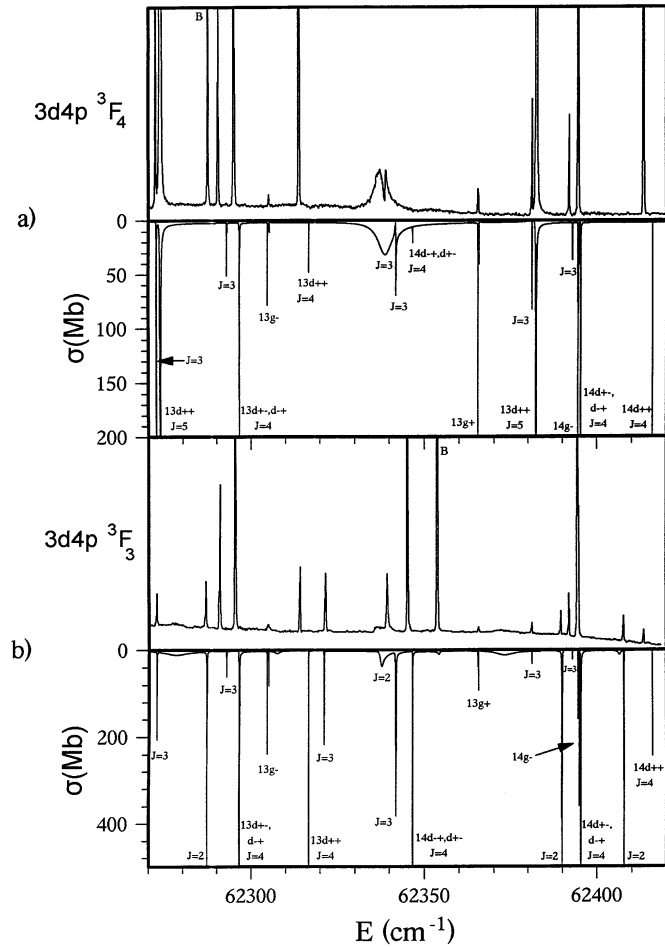 B
3d4p ³F₄
a)
0
50
100
150
200
σ(Mb)
J=3
13d++
J=5
J=3
13d+-,d-+
J=4
13g-
13d++
J=4
J=3
J=3
14d-+,d+-
J=4
13g+
J=3
13d++
J=5
J=3
14g-
14d+-,
d-+
J=4
14d++
J=4
B
3d4p ³F₃
b)
0
200
400
σ(Mb)
J=3
J=2
J=3
13d+-,
d-+
J=4
13g-
13d++
J=4
J=3
J=2
J=3
14d-+,d+-
J=4
13g+
J=3
J=2
J=3
14g-
14d+-,
d-+
J=4
J=2
14d++
J=4
62300
62350
62400
E (cm⁻¹)